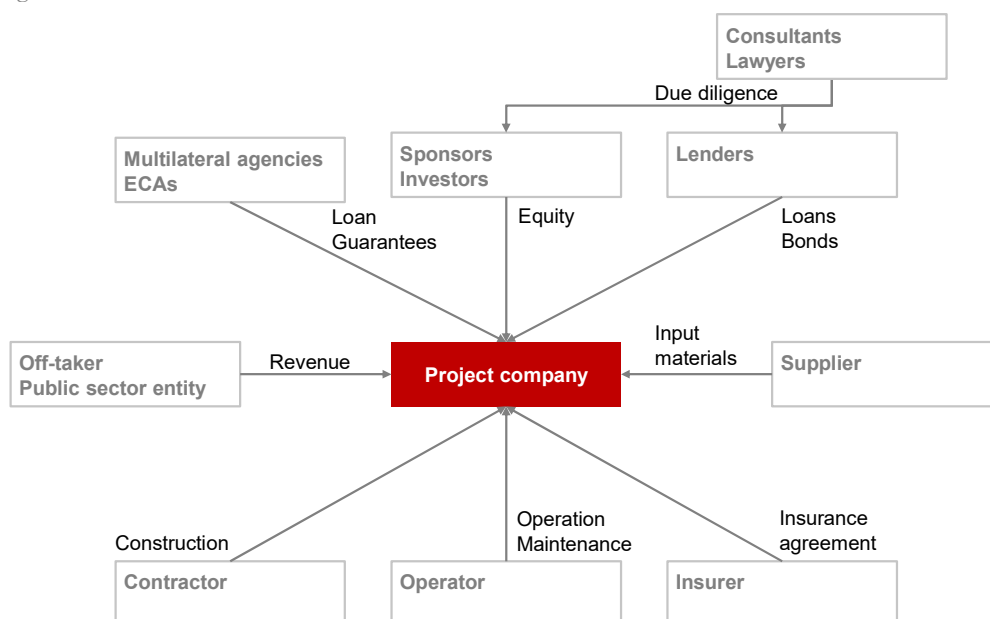 Consultants
Lawyers
Due diligence
Multilateral agencies
ECAs
Sponsors
Investors
Lenders
Loan
Guarantees
Equity
Loans
Bonds
Off-taker
Public sector entity
Revenue
Project company
Input
materials
Supplier
Construction
Operation
Maintenance
Insurance
agreement
Contractor
Operator
Insurer